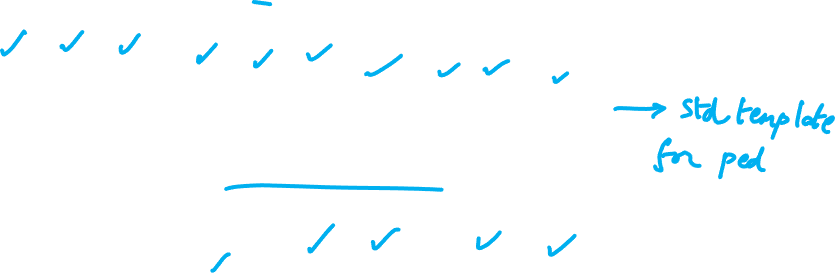 ✓ ✓ ✓ ✓ ✓ ✓ ✓ ✓ ✓ ✓
→ std template
for ped
✓ ✓ ✓ ✓ ✓